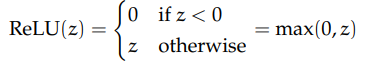 ReLU(z) = { 0 if z < 0
z otherwise = max(0, z)